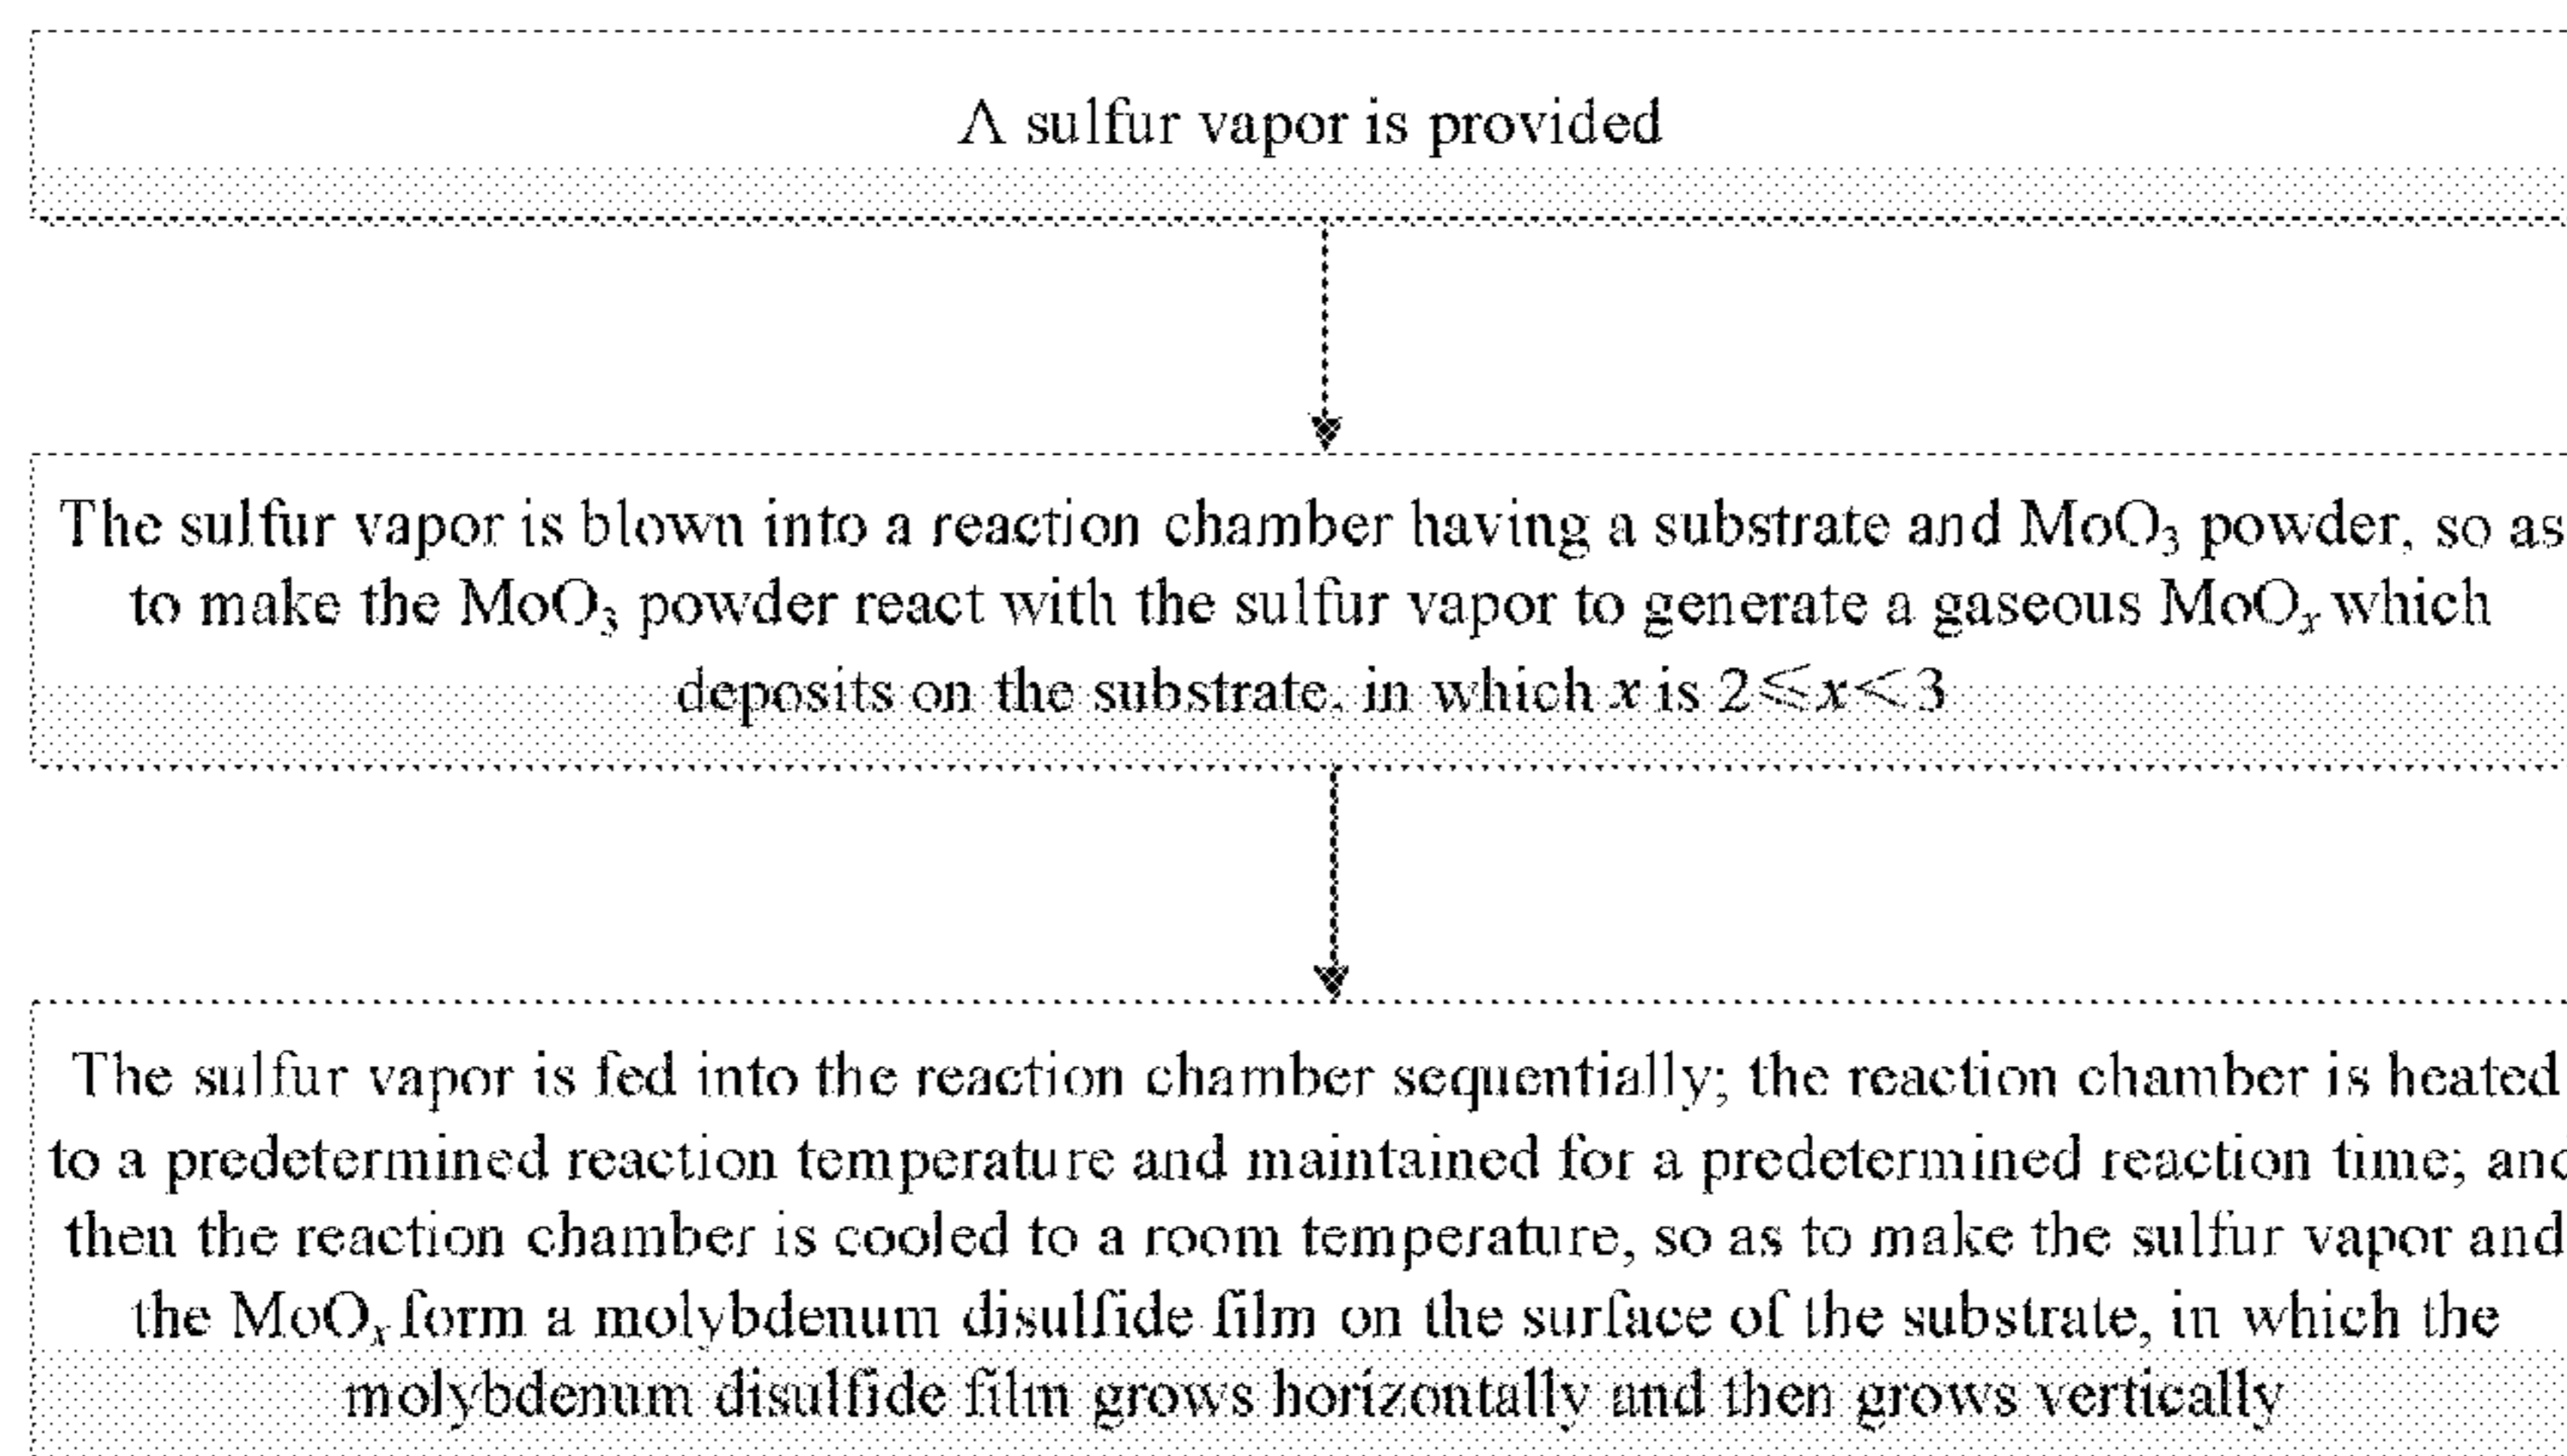 A sulfur vapor is provided
The sulfur vapor is blown into a reaction chamber having a substrate and MoO₃ powder, so as
to make the MoO₃ powder react with the sulfur vapor to generate a gaseous MoOₓ which
deposits on the substrate, in which x is 2≤x<3
The sulfur vapor is fed into the reaction chamber sequentially; the reaction chamber is heated
to a predetermined reaction temperature and maintained for a predetermined reaction time; and
then the reaction chamber is cooled to a room temperature, so as to make the sulfur vapor and
the MoOₓ form a molybdenum disulfide film on the surface of the substrate, in which the
molybdenum disulfide film grows horizontally and then grows vertically